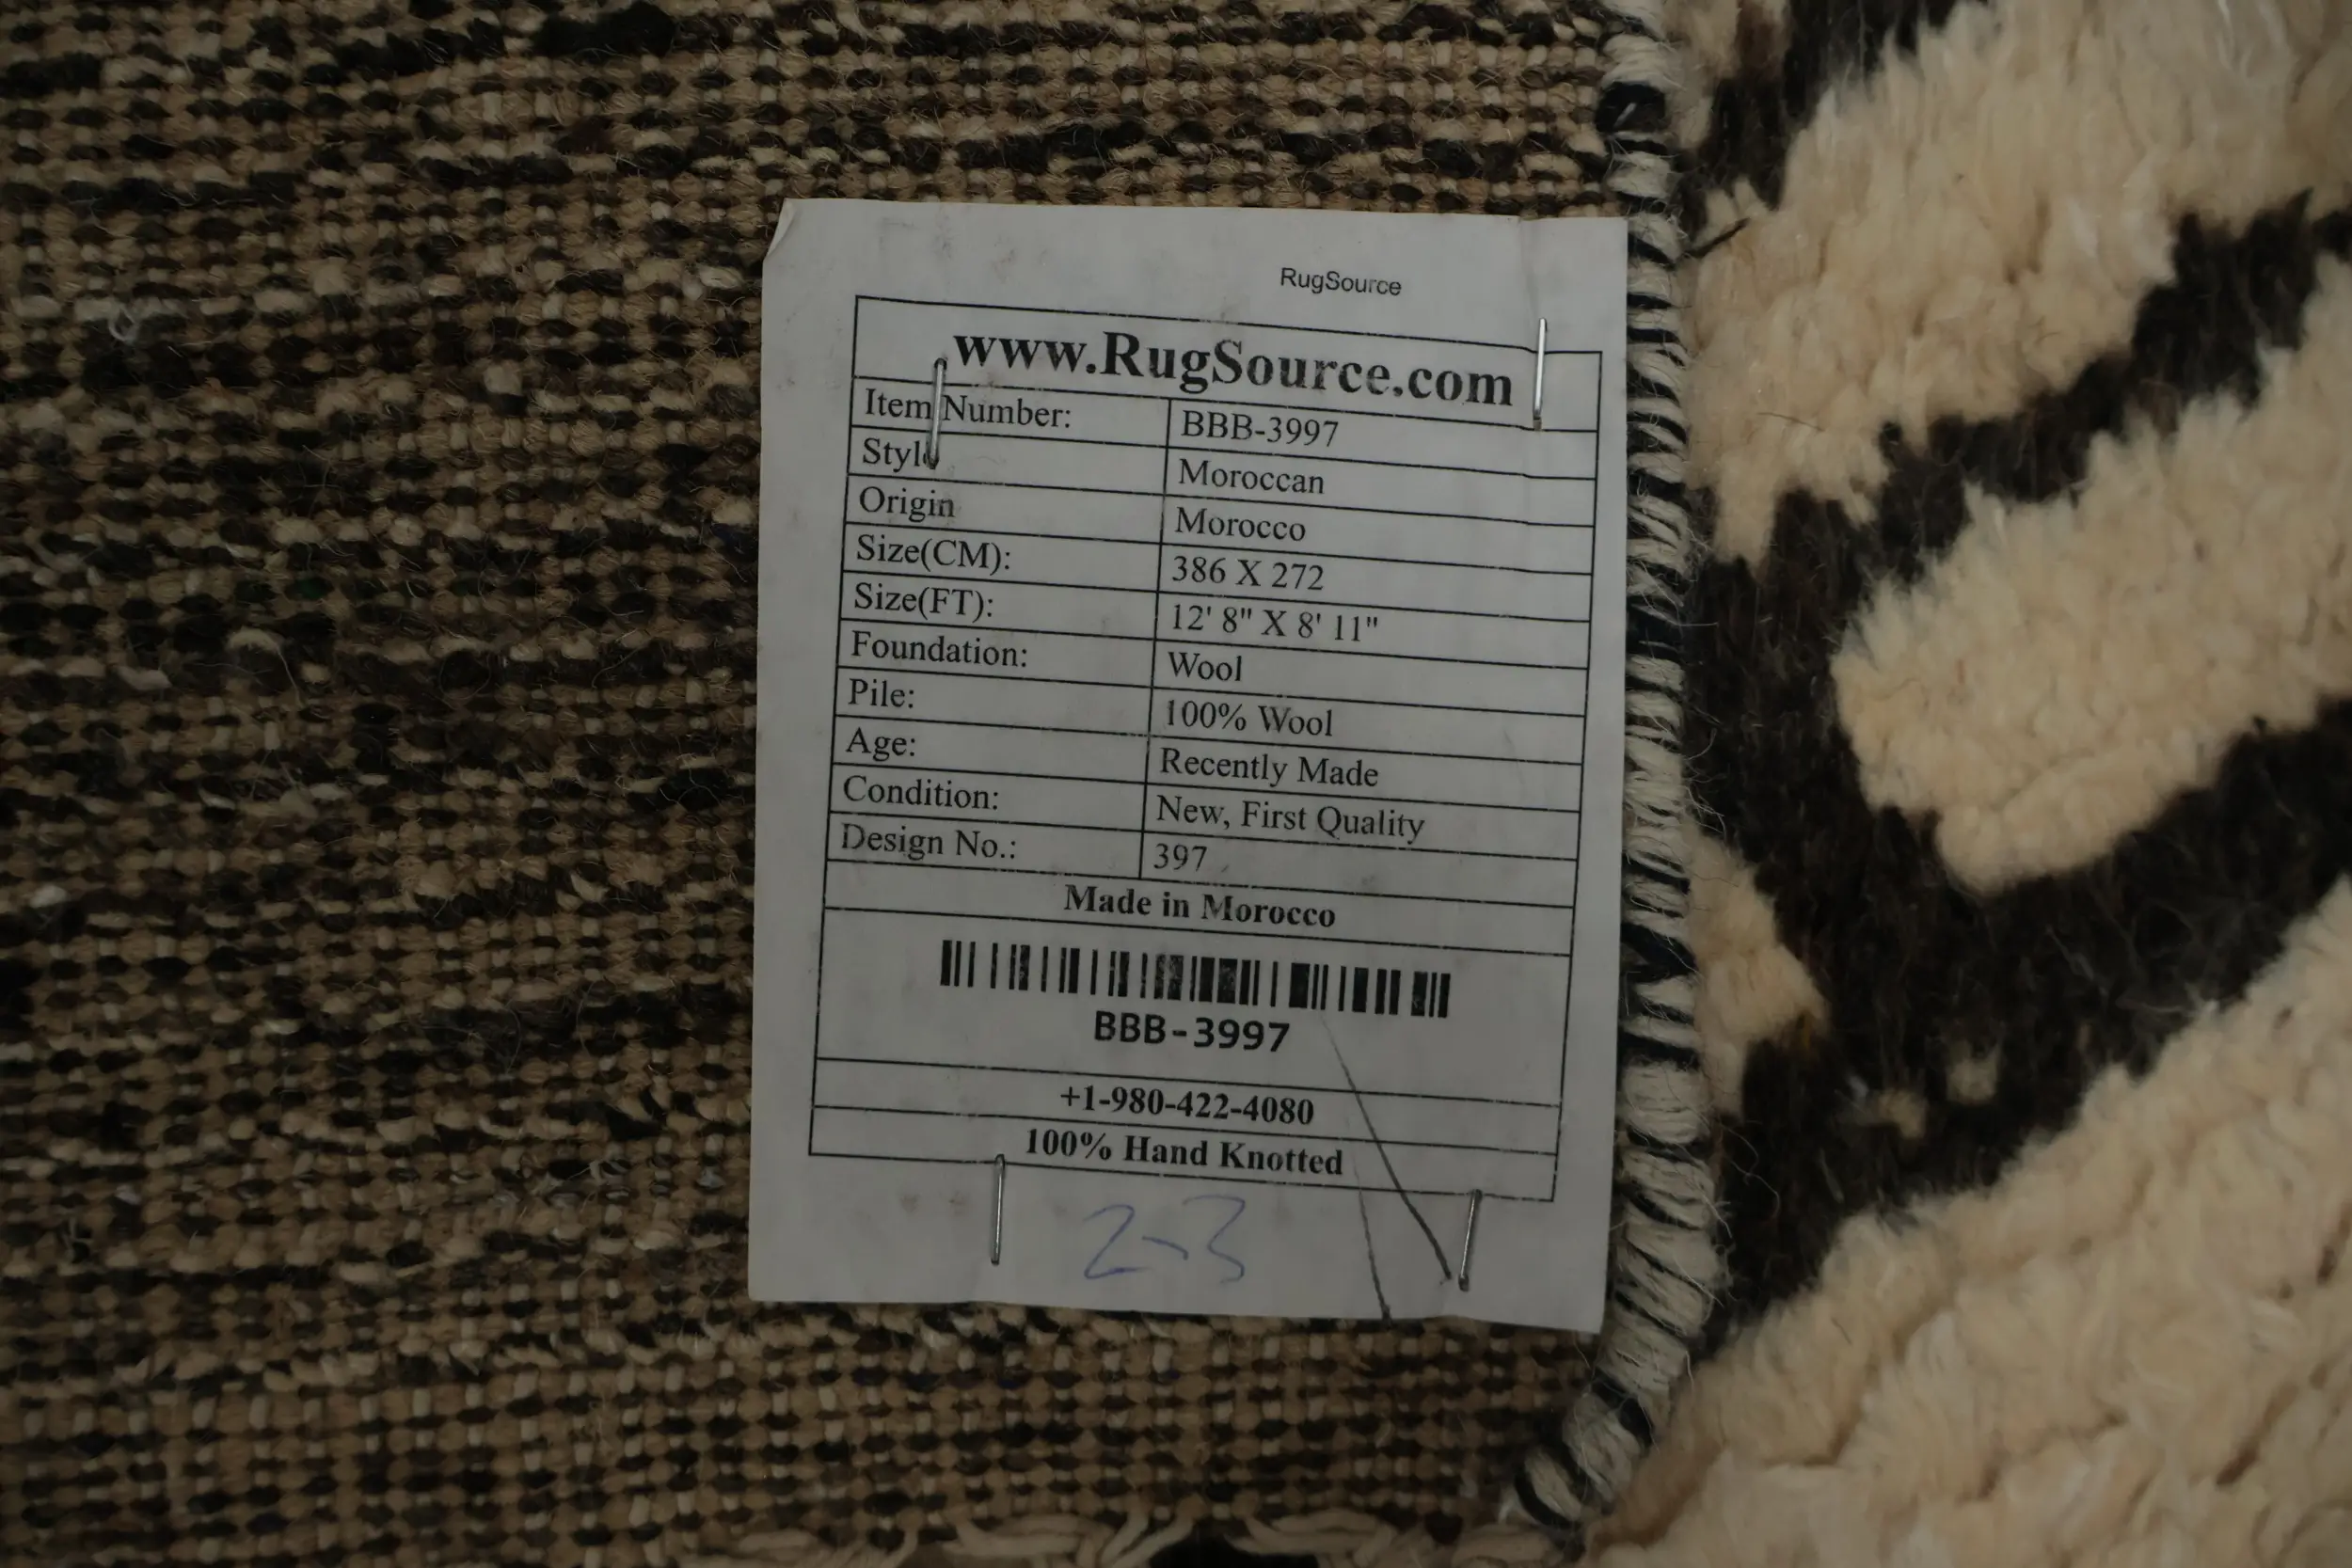 RugSource
www.RugSource.com
Item Number: BBB-3997
Style Moroccan
Origin Morocco
Size(CM): 386 X 272
Size(FT): 12' 8" X 8' 11"
Foundation: Wool
Pile: 100% Wool
Age: Recently Made
Condition: New, First Quality
Design No.: 397
Made in Morocco
BBB-3997
+1-980-422-4080
100% Hand Knotted
2-3